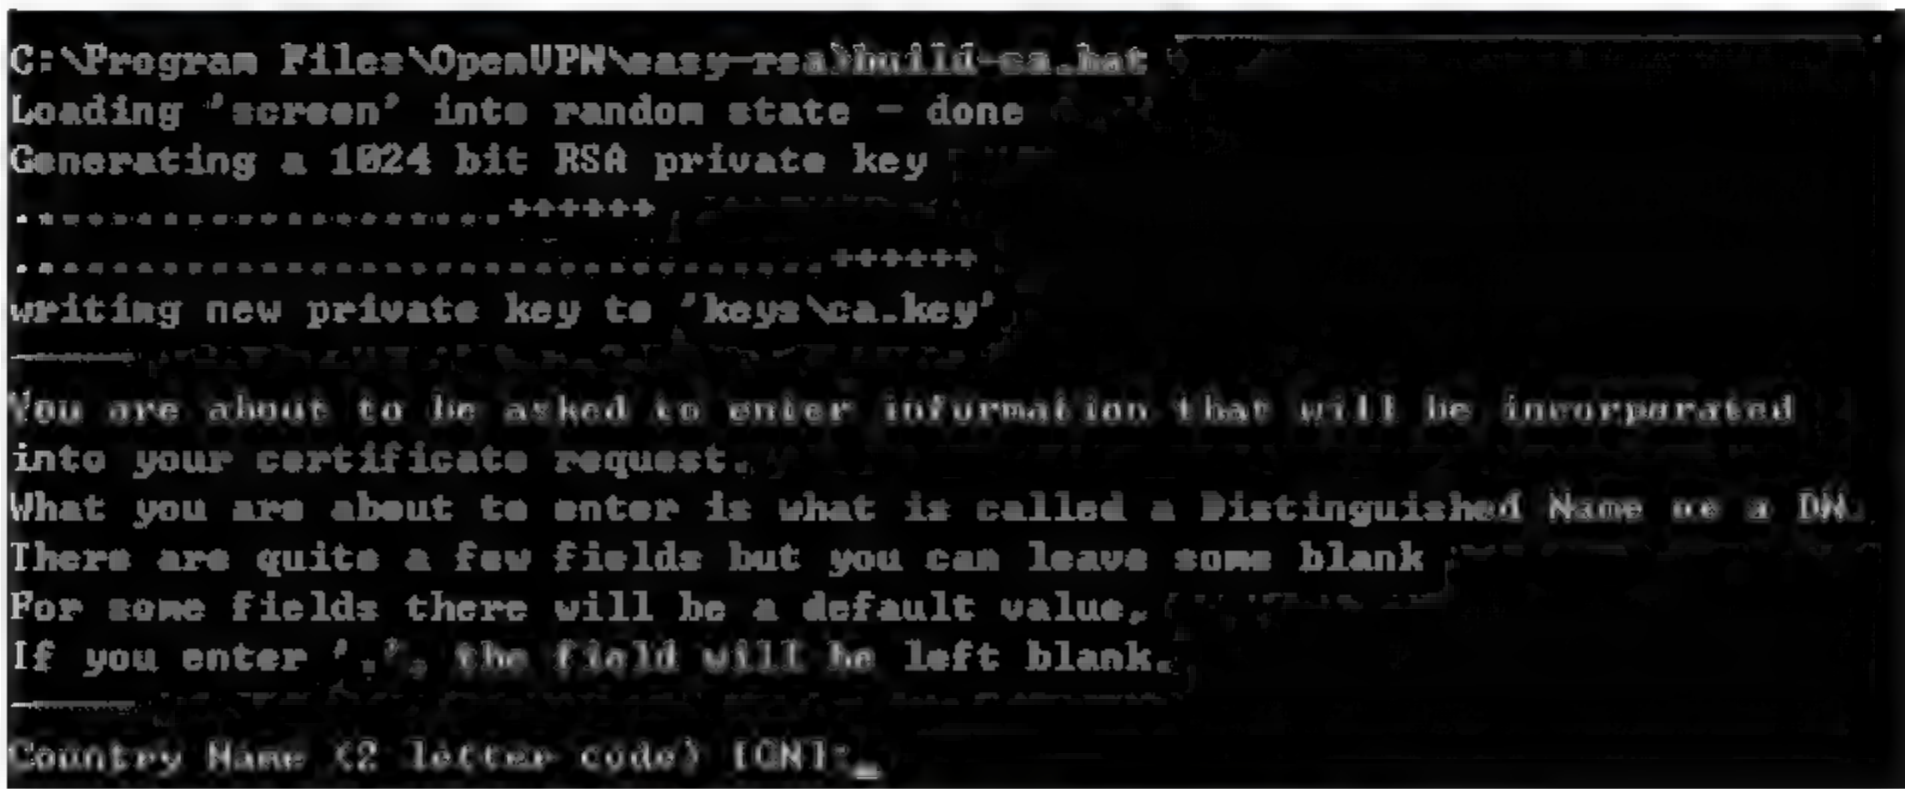 C:\Program Files\OpenVPN\easy-rsa>build-ca.bat
Loading 'screen' into random state - done
Generating a 1024 bit RSA private key
.......................++++++
.......................................++++++
writing new private key to 'keys\ca.key'
-----
You are about to be asked to enter information that will be incorporated
into your certificate request.
What you are about to enter is what is called a Distinguished Name or a DN.
There are quite a few fields but you can leave some blank
For some fields there will be a default value,
If you enter '.', the field will be left blank.
-----
Country Name (2 letter code) [CN]:_